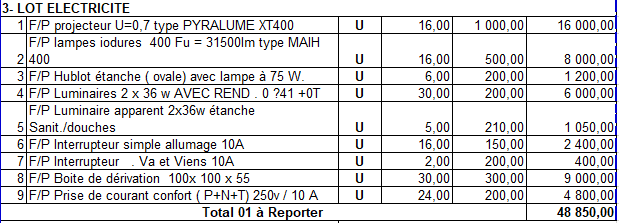 3- LOT ELECTRICITE
1 F/P projecteur U=0,7 type PYRALUME XT400 U 16,00 1 000,00 16 000,00
F/P lampes iodures 400 Fu = 31500lm type MAIH
2 400 U 16,00 500,00 8 000,00
3 F/P Hublot étanche ( ovale) avec lampe à 75 W. U 6,00 200,00 1 200,00
4 F/P Luminaires 2 x 36 w AVEC REND . 0 ?41 +0T U 30,00 200,00 6 000,00
F/P Luminaire apparent 2x36w étanche
5 Sanit./douches U 5,00 210,00 1 050,00
6 F/P Interrupteur simple allumage 10A U 16,00 150,00 2 400,00
7 F/P Interrupteur . Va et Viens 10A U 2,00 200,00 400,00
8 F/P Boite de dérivation 100x 100 x 55 U 30,00 300,00 9 000,00
9 F/P Prise de courant confort ( P+N+T) 250v / 10 A U 24,00 200,00 4 800,00
Total 01 à Reporter 48 850,00